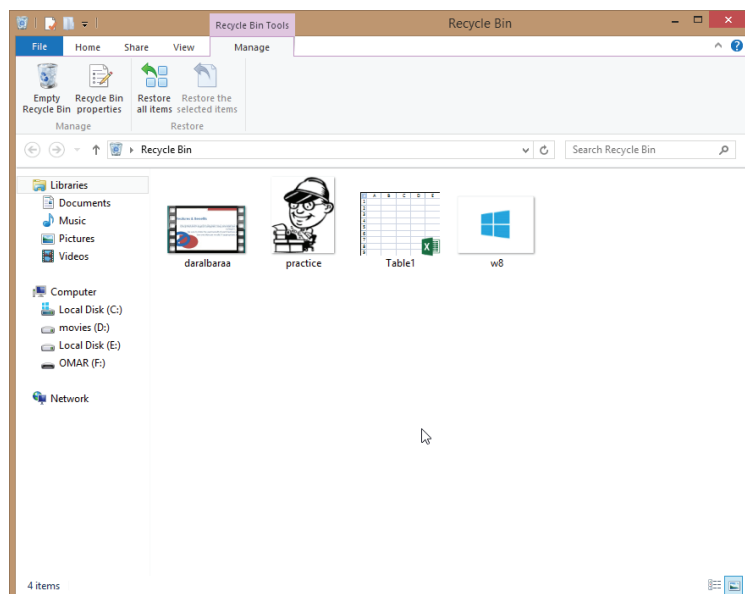 Recycle Bin Tools
Recycle Bin
File Home Share View Manage
Empty Recycle Bin
Recycle Bin properties
Restore all items
Restore the selected items
Manage
Restore
Recycle Bin
Search Recycle Bin
Libraries
Documents
Music
Pictures
Videos
Computer
Local Disk (C:)
movies (D:)
Local Disk (E:)
OMAR (F:)
Network
A B C D E
daralbaraa
practice
Table1
w8
4 items